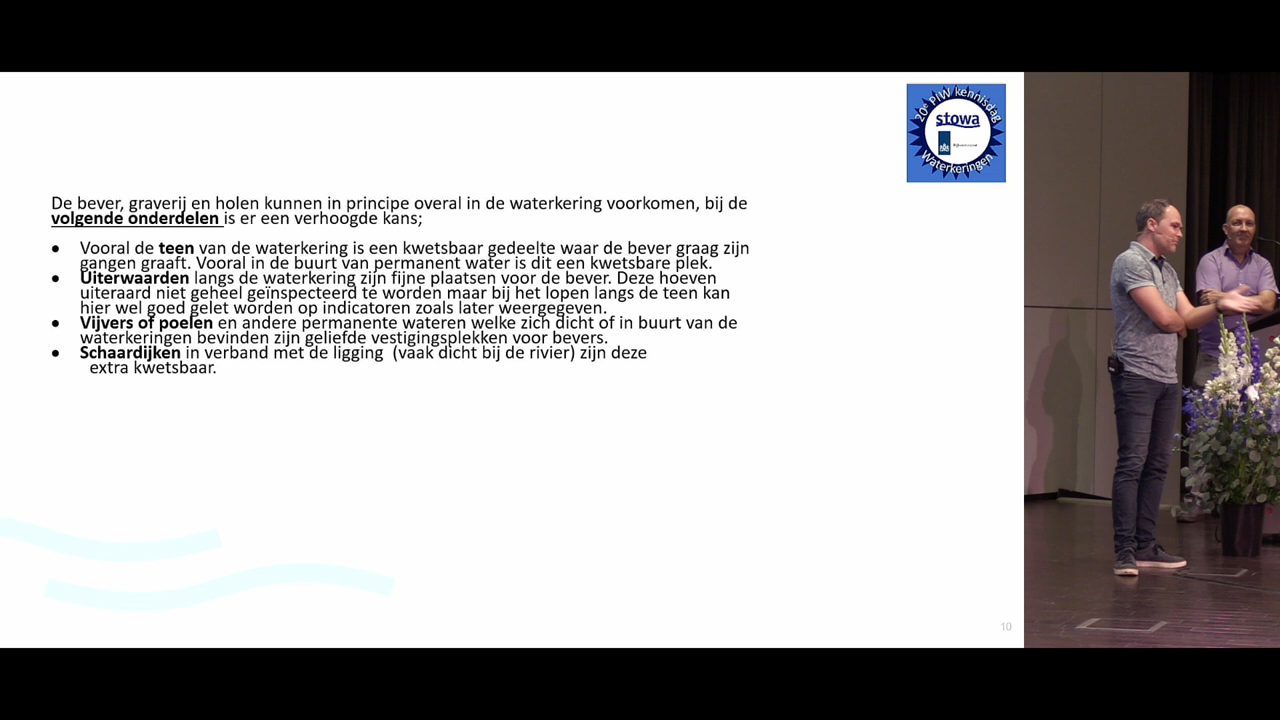 20e PIW kennisdag
stowa
Waterkeringen
De bever, graverij en holen kunnen in principe overal in de waterkering voorkomen, bij de
volgende onderdelen is er een verhoogde kans;
• Vooral de teen van de waterkering is een kwetsbaar gedeelte waar de bever graag zijn
gangen graaft. Vooral in de buurt van permanent water is dit een kwetsbare plek.
• Uiterwaarden langs de waterkering zijn fijne plaatsen voor de bever. Deze hoeven
uiteraard niet geheel geïnspecteerd te worden maar bij het lopen langs de teen kan
hier wel goed gelet worden op indicatoren zoals later weergegeven.
• Vijvers of poelen en andere permanente wateren welke zich dicht of in buurt van de
waterkeringen bevinden zijn geliefde vestigingsplekken voor bevers.
• Schaardijken in verband met de ligging (vaak dicht bij de rivier) zijn deze
extra kwetsbaar.
10